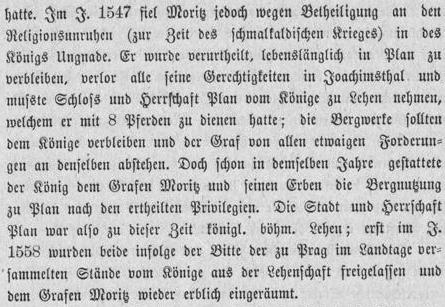 hatte. Im J. 1547 fiel Moritz jedoch wegen Betheiligung an den
Religionsunruhen (zur Zeit des schmalkaldischen Krieges) in des
Königs Ungnade. Er wurde verurtheilt, lebenslänglich in Plan zu
verbleiben, verlor alle seine Gerechtigkeiten in Joachimsthal und
mußte Schloß und Herrschaft Plan vom Könige zu Lehen nehmen,
welchem er mit 8 Pferden zu dienen hatte; die Bergwerke sollten
dem Könige verbleiben und der Graf von allen etwaigen Forderun-
gen an denselben abstehen. Doch schon in demselben Jahre gestattete
der König dem Grafen Moritz und seinen Erben die Bergnutzung
zu Plan nach den ertheilten Privilegien. Die Stadt und Herrschaft
Plan war also zu dieser Zeit königl. böhm. Lehen; erst im J.
1558 wurden beide infolge der Bitte der zu Prag im Landtage ver-
sammelten Stände vom Könige aus der Lehenschaft freigelassen und
dem Grafen Moritz wieder erblich eingeräumt.